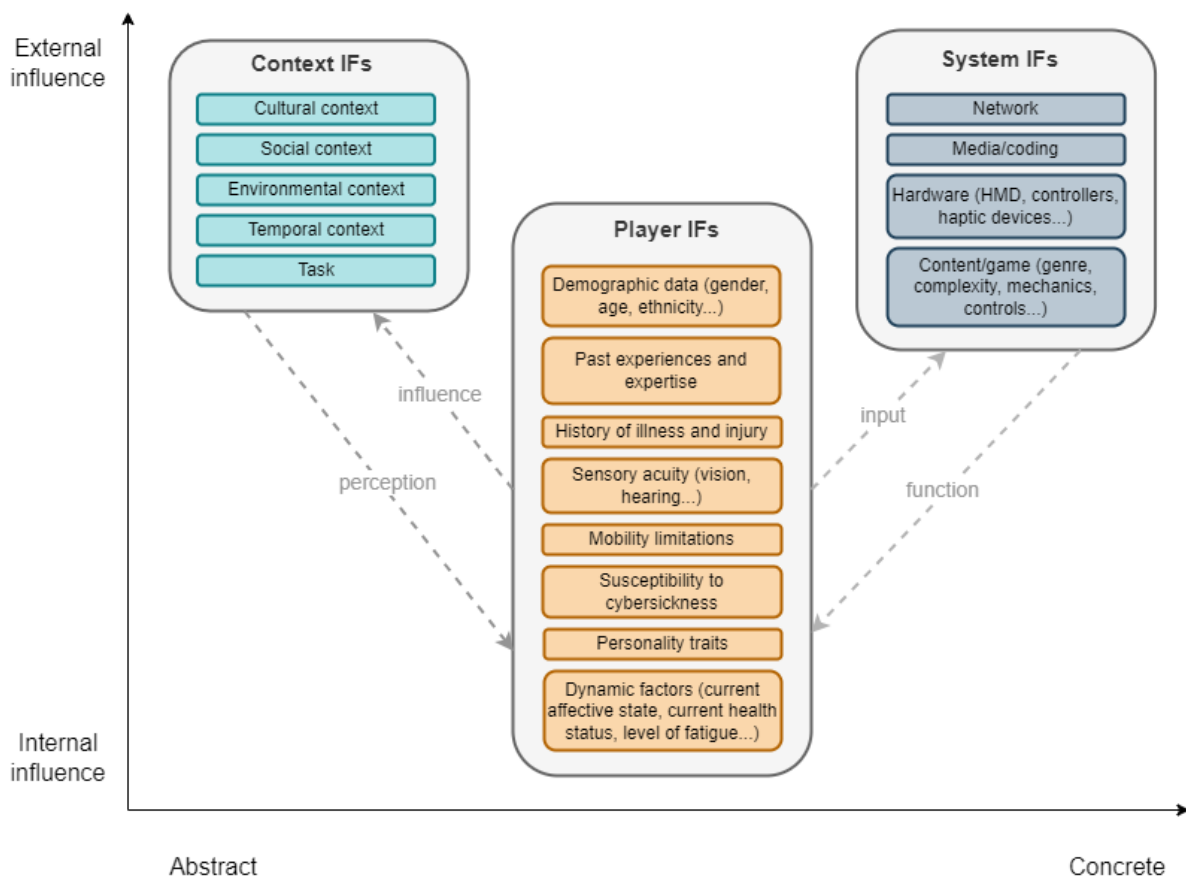 External
influence
Context IFs
Cultural context
Social context
Environmental context
Temporal context
Task
System IFs
Network
Media/coding
Hardware (HMD, controllers,
haptic devices...)
Content/game (genre,
complexity, mechanics,
controls...)
Player IFs
Demographic data (gender,
age, ethnicity...)
Past experiences and
expertise
History of illness and injury
Sensory acuity (vision,
hearing...)
Mobility limitations
Susceptibility to
cybersickness
Personality traits
Dynamic factors (current
affective state, current health
status, level of fatigue...)
influence
perception
input
function
Internal
influence
Abstract
Concrete